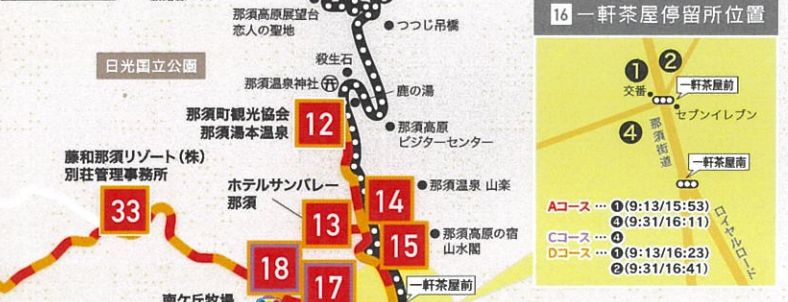 那須高原展望台
恋人の聖地
つつじ吊橋
殺生石
日光国立公園
那須温泉神社
鹿の湯
那須町観光協会
那須湯本温泉
12
那須高原
ビジターセンター
藤和那須リゾート(株)
別荘管理事務所
33
ホテルサンバレー
那須
13
14
那須温泉 山楽
15
那須高原の宿
山水閣
18
17
南ケ丘牧場
一軒茶屋前
16 一軒茶屋停留所位置
1
2
交番
一軒茶屋前
セブンイレブン
4
那須街道
一軒茶屋南
ロイヤルロード
Aコース … ❶(9:13/15:53)
❹(9:31/16:11)
Cコース … ❹
Dコース … ❶(9:13/16:23)
❷(9:31/16:41)